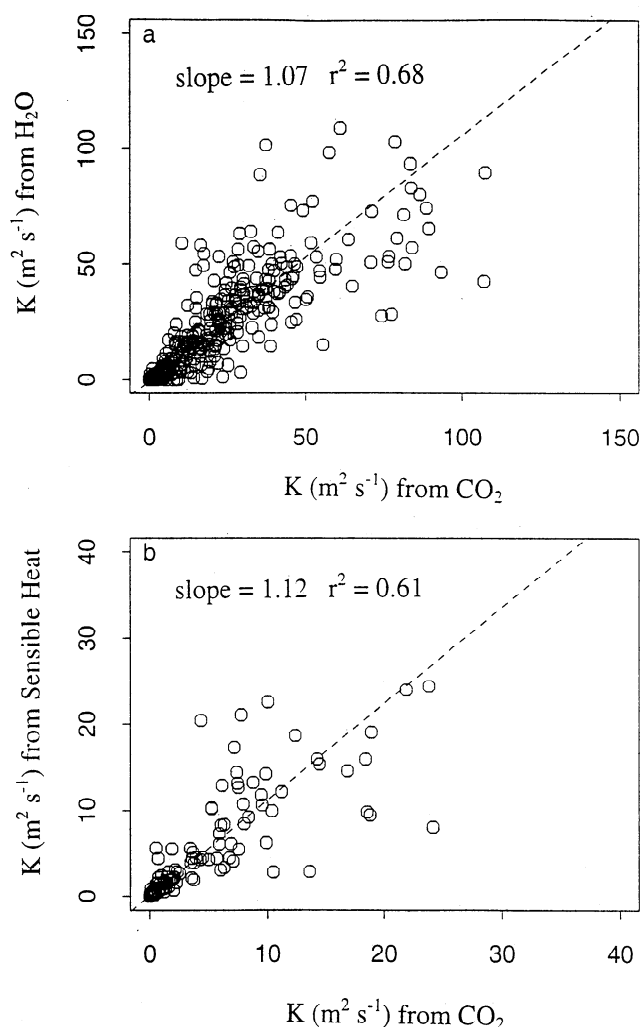 a
slope = 1.07 r² = 0.68
K (m² s⁻¹) from H₂O
150
100
50
0
0 50 100 150
K (m² s⁻¹) from CO₂
b
slope = 1.12 r² = 0.61
K (m² s⁻¹) from Sensible Heat
40
30
20
10
0
0 10 20 30 40
K (m² s⁻¹) from CO₂